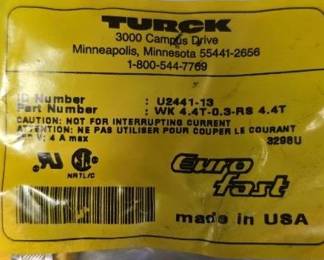 TURCK
3000 Campus Drive
Minneapolis, Minnesota 55441-2656
1-800-544-7769
ID Number : U2441-13
Part Number : WK 4.4T-0.3-RS 4.4T
CAUTION: NOT FOR INTERRUPTING CURRENT
ATTENTION: NE PAS UTILISER POUR COUPER LE COURANT
V; 4 A max
3298U
NRTL/C
Euro
fast
made in USA